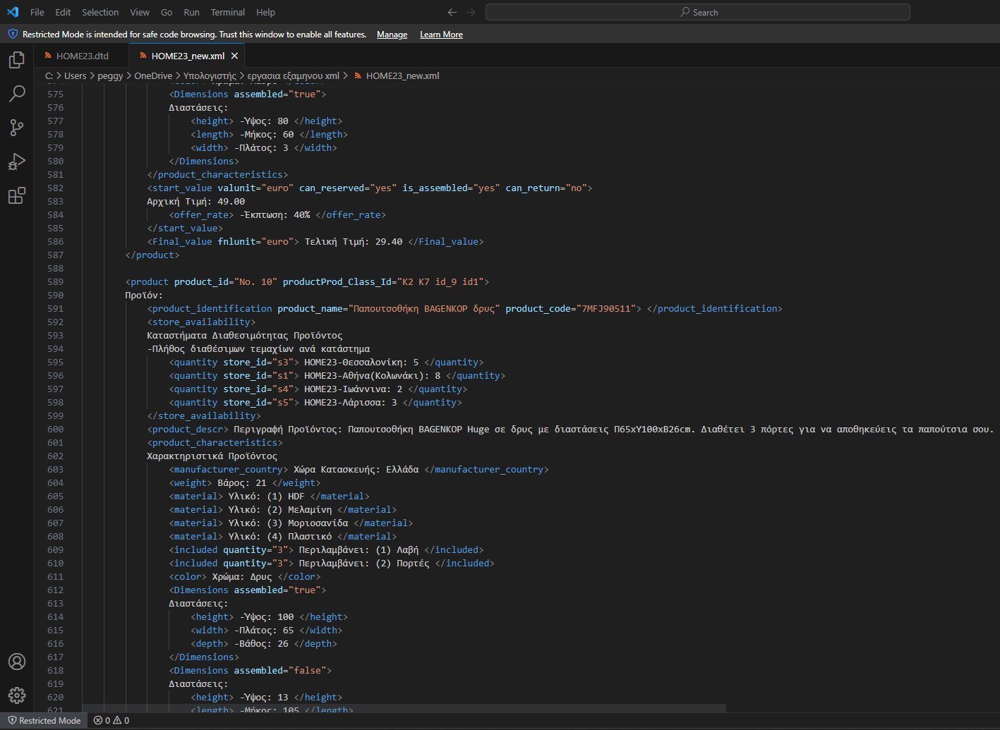 File Edit Selection View Go Run Terminal Help Search
Restricted Mode is intended for safe code browsing. Trust this window to enable all features. Manage Learn More
HOME23.dtd HOME23_new.xml
C: > Users > peggy > OneDrive > Υπολογιστής > εργασια εξαμηνου xml > HOME23_new.xml
575 <Dimensions assembled="true">
576 Διαστάσεις:
577 <height> -Ύψος: 80 </height>
578 <length> -Μήκος: 60 </length>
579 <width> -Πλάτος: 3 </width>
580 </Dimensions>
581 </product_characteristics>
582 <start_value valunit="euro" can_reserved="yes" is_assembled="yes" can_return="no">
583 Αρχική Τιμή: 49.00
584 <offer_rate> -Έκπτωση: 40% </offer_rate>
585 </start_value>
586 <Final_value fnlunit="euro"> Τελική Τιμή: 29.40 </Final_value>
587 </product>
588
589 <product product_id="No. 10" productProd_Class_Id="K2 K7 id_9 id1">
590 Προϊόν:
591 <product_identification product_name="Παπουτσοθήκη BAGENKOP δρυς" product_code="7MFJ90511"> </product_identification>
592 <store_availability>
593 Καταστήματα Διαθεσιμότητας Προϊόντος
594 -Πλήθος διαθέσιμων τεμαχίων ανά κατάστημα
595 <quantity store_id="s3"> HOME23-Θεσσαλονίκη: 5 </quantity>
596 <quantity store_id="s1"> HOME23-Αθήνα(Κολωνάκι): 8 </quantity>
597 <quantity store_id="s4"> HOME23-Ιωάννινα: 2 </quantity>
598 <quantity store_id="s5"> HOME23-Λάρισσα: 3 </quantity>
599 </store_availability>
600 <product_descr> Περιγραφή Προϊόντος: Παπουτσοθήκη BAGENKOP Huge σε δρυς με διαστάσεις Π65xΥ100xΒ26cm. Διαθέτει 3 πόρτες για να αποθηκεύεις τα παπούτσια σου.
601 <product_characteristics>
602 Χαρακτηριστικά Προϊόντος
603 <manufacturer_country> Χώρα Κατασκευής: Ελλάδα </manufacturer_country>
604 <weight> Βάρος: 21 </weight>
605 <material> Υλικό: (1) HDF </material>
606 <material> Υλικό: (2) Μελαμίνη </material>
607 <material> Υλικό: (3) Μοριοσανίδα </material>
608 <material> Υλικό: (4) Πλαστικό </material>
609 <included quantity="3"> Περιλαμβάνει: (1) Λαβή </included>
610 <included quantity="3"> Περιλαμβάνει: (2) Πορτές </included>
611 <color> Χρώμα: Δρυς </color>
612 <Dimensions assembled="true">
613 Διαστάσεις:
614 <height> -Ύψος: 100 </height>
615 <width> -Πλάτος: 65 </width>
616 <depth> -Βάθος: 26 </depth>
617 </Dimensions>
618 <Dimensions assembled="false">
619 Διαστάσεις:
620 <height> -Ύψος: 13 </height>
621 <length> -Μήκος: 105 </length>
Restricted Mode 0 0